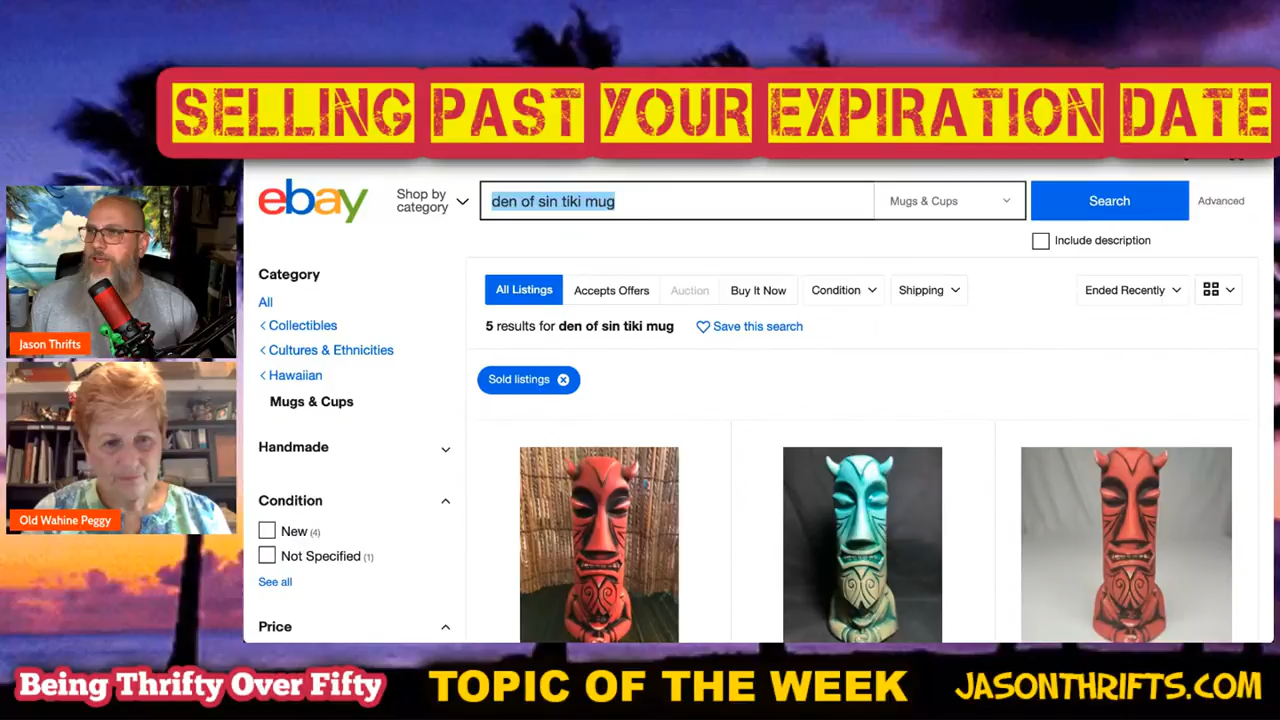 SELLING PAST YOUR EXPIRATION DATE
ebay
Shop by
category
den of sin tiki mug
Mugs & Cups
Search
Advanced
Include description
Category
All
Collectibles
Cultures & Ethnicities
Hawaiian
Mugs & Cups
Handmade
Condition
New (4)
Not Specified (1)
See all
Price
All Listings
Accepts Offers
Auction
Buy It Now
Condition
Shipping
Ended Recently
5 results for den of sin tiki mug
Save this search
Sold listings
Jason Thrifts
Old Wahine Peggy
Being Thrifty Over Fifty
TOPIC OF THE WEEK
JASONTHRIFTS.COM